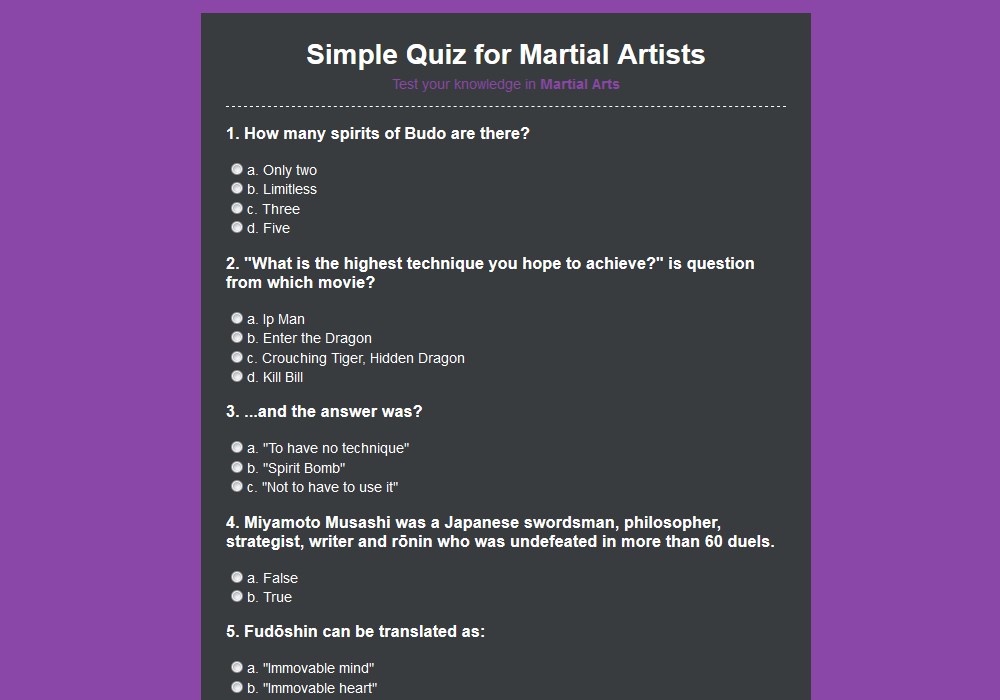 Simple Quiz for Martial Artists
Test your knowledge in Martial Arts
1. How many spirits of Budo are there?
a. Only two
b. Limitless
c. Three
d. Five
2. "What is the highest technique you hope to achieve?" is question
from which movie?
a. Ip Man
b. Enter the Dragon
c. Crouching Tiger, Hidden Dragon
d. Kill Bill
3. ...and the answer was?
a. "To have no technique"
b. "Spirit Bomb"
c. "Not to have to use it"
4. Miyamoto Musashi was a Japanese swordsman, philosopher,
strategist, writer and rōnin who was undefeated in more than 60 duels.
a. False
b. True
5. Fudōshin can be translated as:
a. "Immovable mind"
b. "Immovable heart"